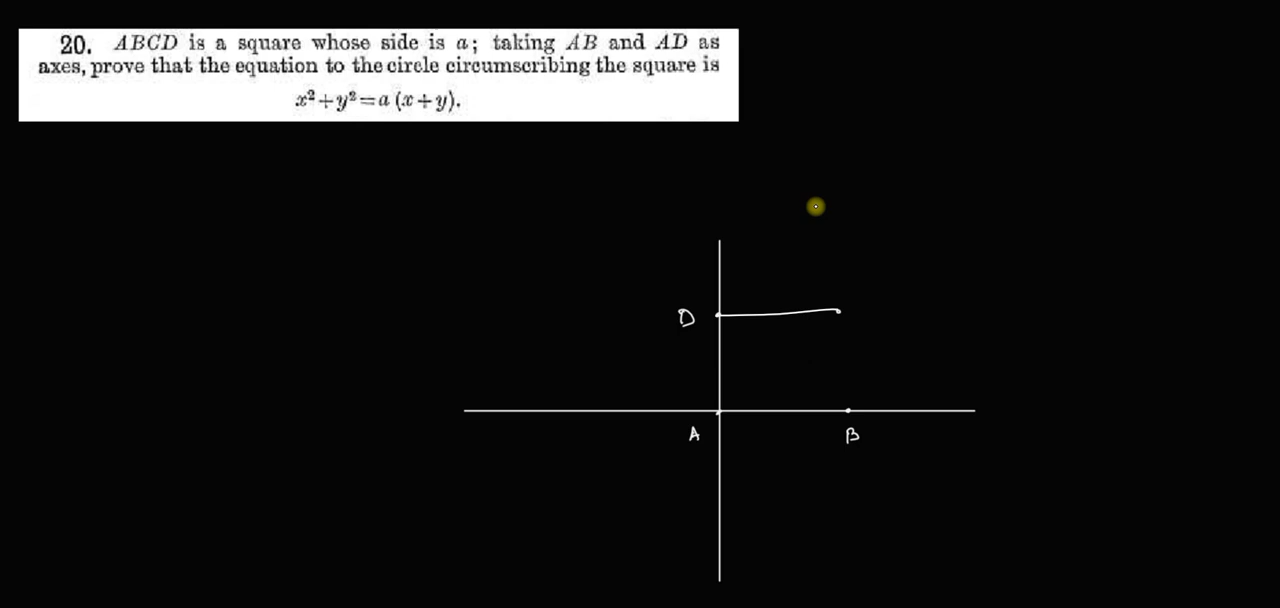 20. ABCD is a square whose side is a; taking AB and AD as
axes, prove that the equation to the circle circumscribing the square is
x²+y²=a (x+y).
D
A
B